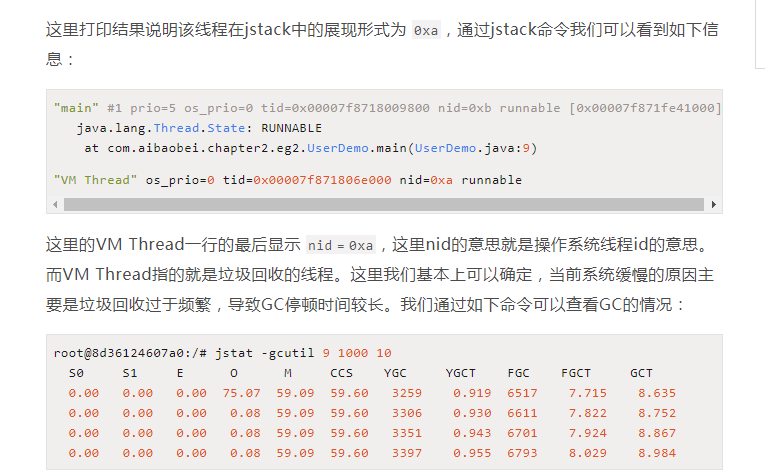 这里打印结果说明该线程在jstack中的展现形式为 0xa，通过jstack命令我们可以看到如下信
息：
"main" #1 prio=5 os_prio=0 tid=0x00007f8718009800 nid=0xb runnable [0x00007f871fe41000]
java.lang.Thread.State: RUNNABLE
at com.aibaobei.chapter2.eg2.UserDemo.main(UserDemo.java:9)
"VM Thread" os_prio=0 tid=0x00007f871806e000 nid=0xa runnable
这里的VM Thread一行的最后显示 nid = 0xa，这里nid的意思就是操作系统线程id的意思。
而VM Thread指的就是垃圾回收的线程。这里我们基本上可以确定，当前系统缓慢的原因主
要是垃圾回收过于频繁，导致GC停顿时间较长。我们通过如下命令可以查看GC的情况：
root@8d36124607a0:/# jstat -gcutil 9 1000 10
S0 S1 E O M CCS YGC YGCT FGC FGCT GCT
0.00 0.00 0.00 75.07 59.09 59.60 3259 0.919 6517 7.715 8.635
0.00 0.00 0.00 0.08 59.09 59.60 3306 0.930 6611 7.822 8.752
0.00 0.00 0.00 0.08 59.09 59.60 3351 0.943 6701 7.924 8.867
0.00 0.00 0.00 0.08 59.09 59.60 3397 0.955 6793 8.029 8.984